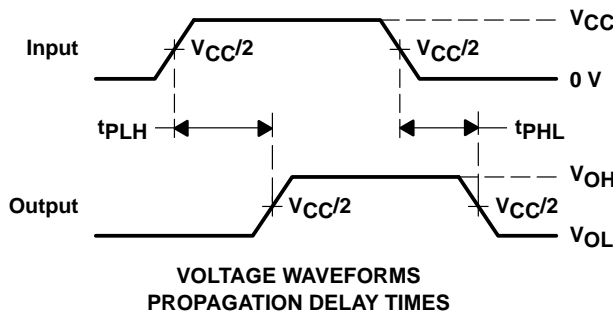 VCC
Input
VCC/2
VCC/2
0 V
tPLH
tPHL
VOH
Output
VCC/2
VCC/2
VOL
VOLTAGE WAVEFORMS
PROPAGATION DELAY TIMES